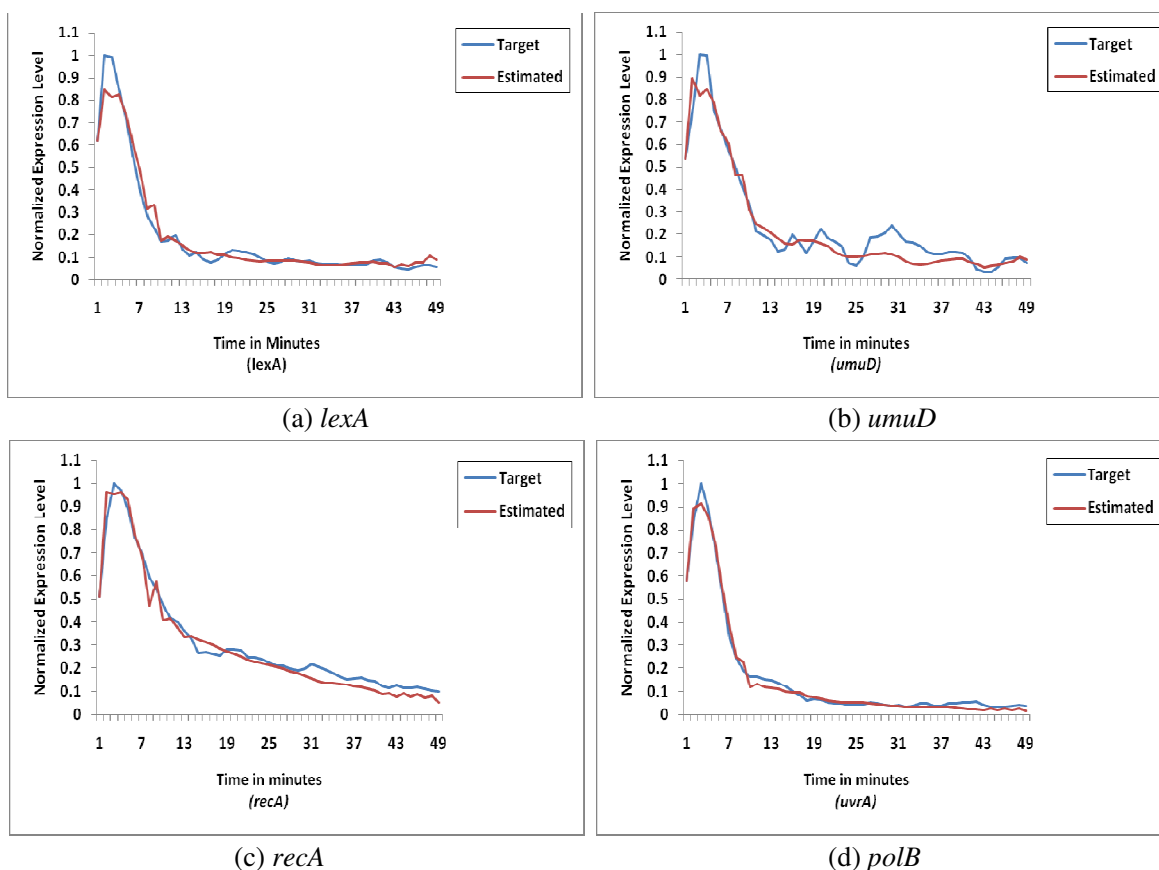 1.1
1
0.9
0.8
0.7
0.6
0.5
0.4
0.3
0.2
0.1
0
Normalized Expression Level
Target
Estimated
1 7 13 19 25 31 37 43 49
Time in Minutes
(lexA)
(a) lexA
1.1
1
0.9
0.8
0.7
0.6
0.5
0.4
0.3
0.2
0.1
0
Normalized Expression Level
Target
Estimated
1 7 13 19 25 31 37 43 49
Time in minutes
(umuD)
(b) umuD
1.1
1
0.9
0.8
0.7
0.6
0.5
0.4
0.3
0.2
0.1
0
Normalized Expression Level
Target
Estimated
1 7 13 19 25 31 37 43 49
Time in minutes
(recA)
(c) recA
1.1
1
0.9
0.8
0.7
0.6
0.5
0.4
0.3
0.2
0.1
0
Normalized Expression Level
Target
Estimated
1 7 13 19 25 31 37 43 49
Time in minutes
(uvrA)
(d) polB